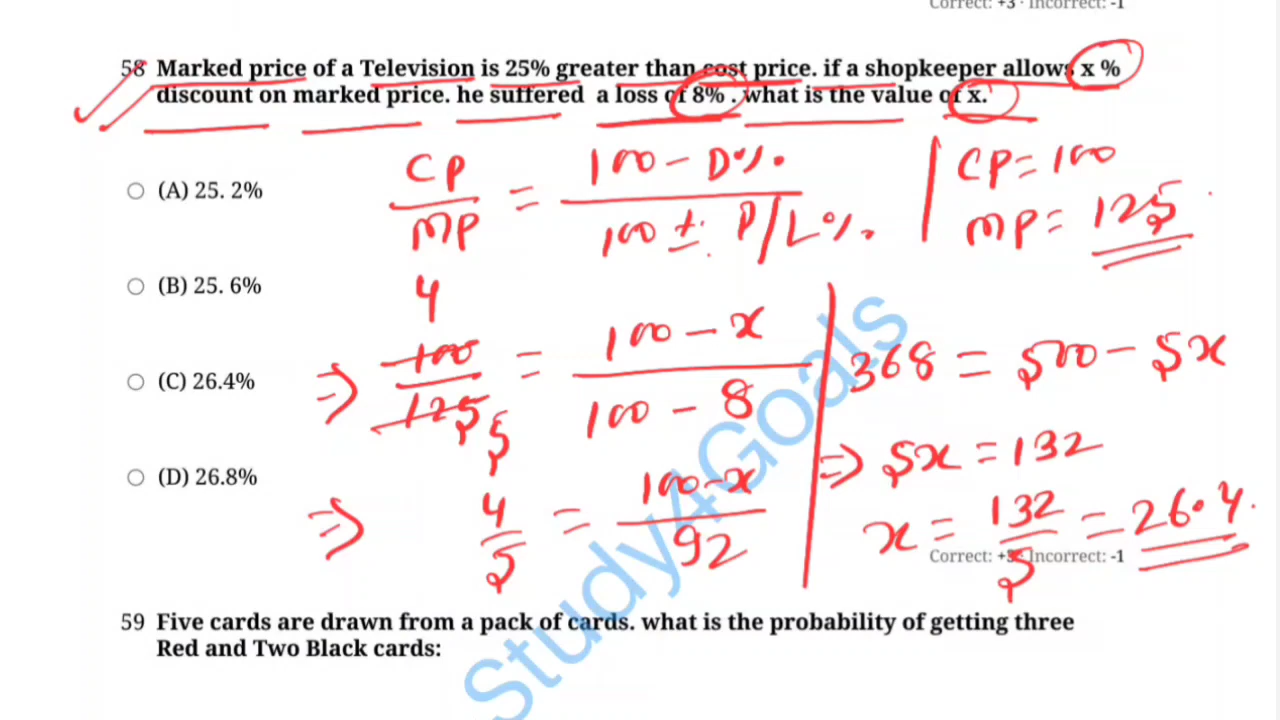 Correct: +3 · Incorrect: -1
58 Marked price of a Television is 25% greater than cost price. if a shopkeeper allows x %
discount on marked price. he suffered a loss of 8% . what is the value of x.
(A) 25. 2%
(B) 25. 6%
(C) 26.4%
(D) 26.8%
CP/MP = 100 - D% / 100 ± P/L%
CP = 100
MP = 125
4
⇒ 100/125 = 100 - x / 100 - 8
5
⇒ 4/5 = 100-x / 92
368 = 500 - 5x
⇒ 5x = 132
x = 132/5 = 26.4
Correct: +3 Incorrect: -1
59 Five cards are drawn from a pack of cards. what is the probability of getting three
Red and Two Black cards:
Study4Goals